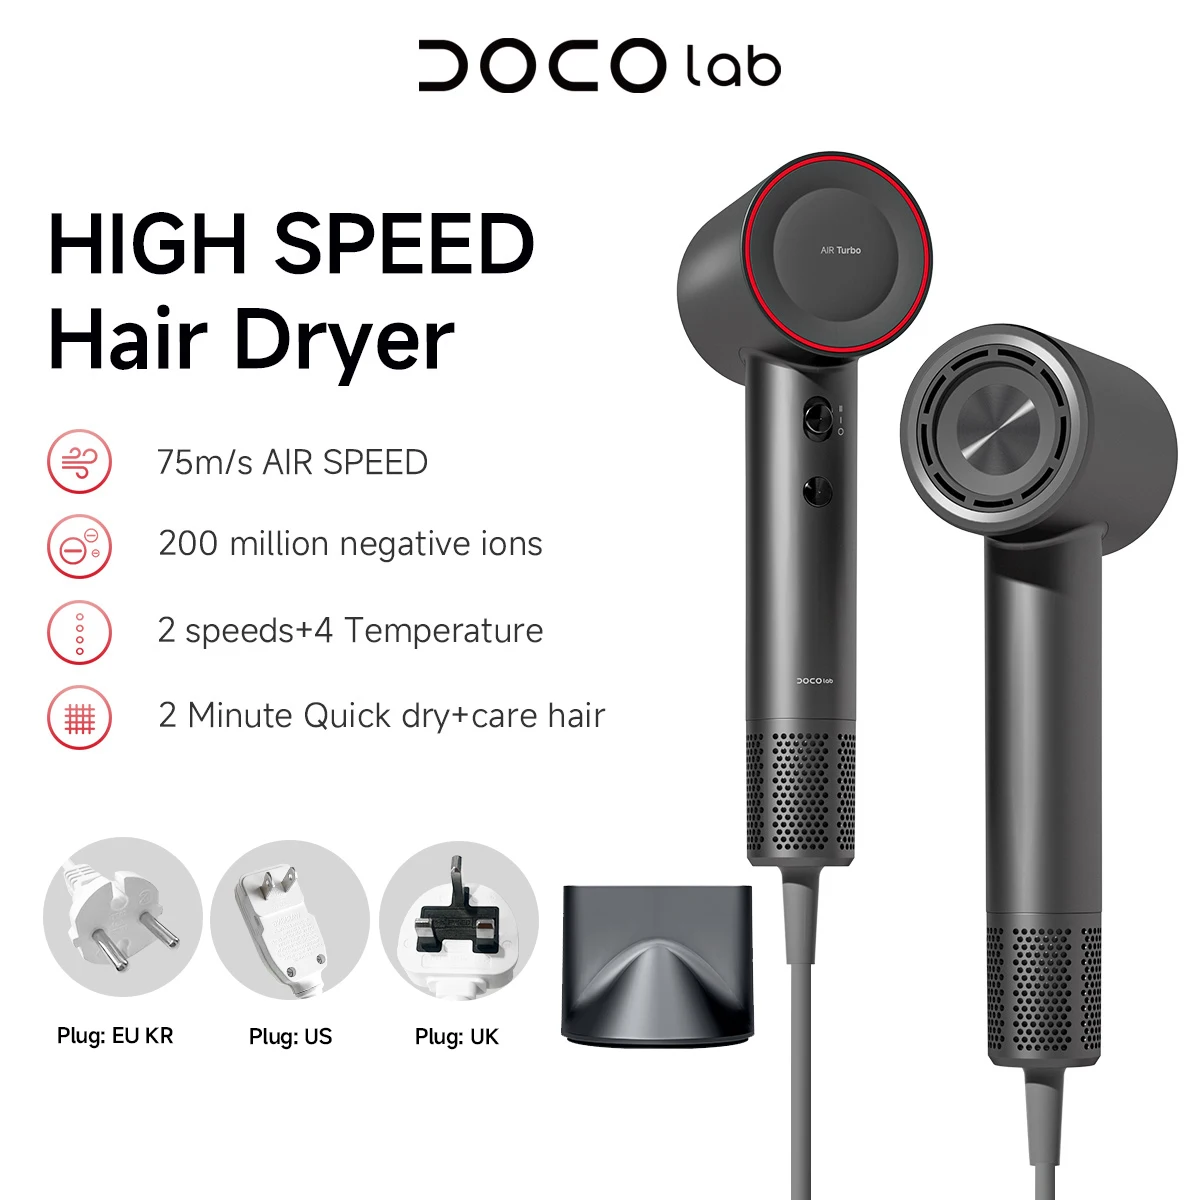 DOCO lab
HIGH SPEED
Hair Dryer
75m/s AIR SPEED
200 million negative ions
2 speeds+4 Temperature
2 Minute Quick dry+care hair
AIR Turbo
DOCO lab
Plug: EU KR
Plug: US
Plug: UK